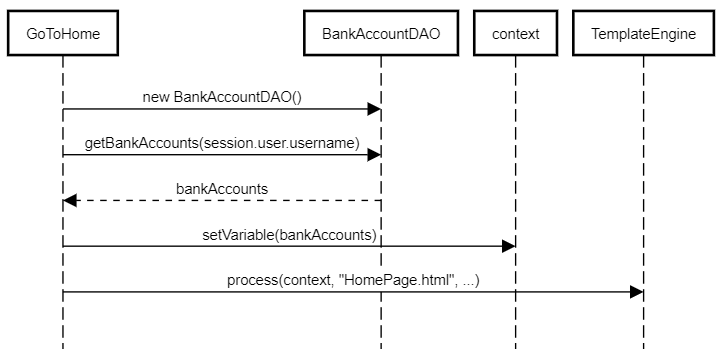 GoToHome
BankAccountDAO
context
TemplateEngine
new BankAccountDAO()
getBankAccounts(session.user.username)
bankAccounts
setVariable(bankAccounts)
process(context, "HomePage.html", ...)